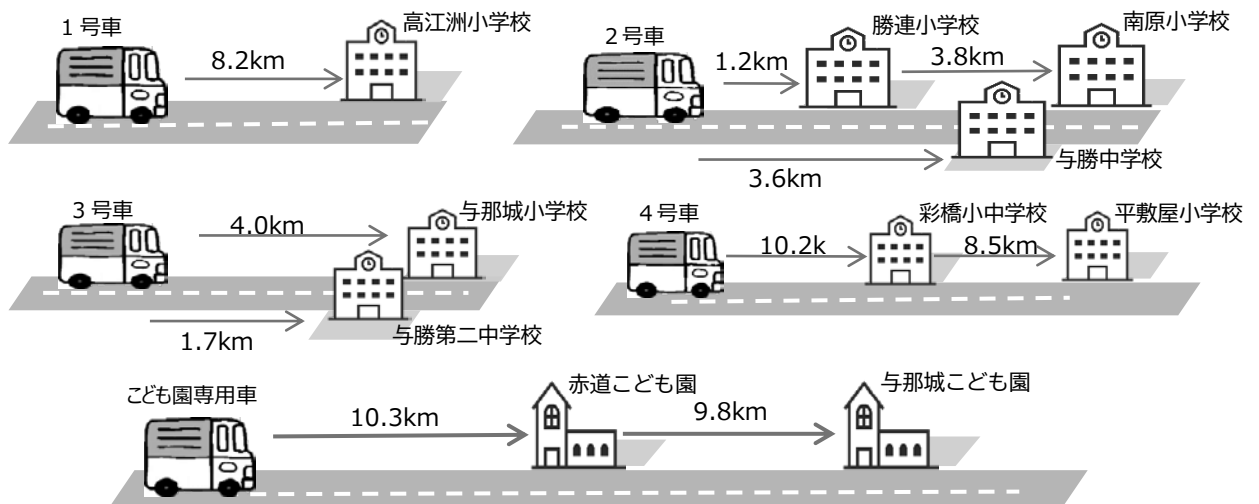 1号車
8.2km
高江洲小学校
2号車
1.2km
勝連小学校
3.8km
南原小学校
3.6km
与勝中学校
3号車
4.0km
与那城小学校
1.7km
与勝第二中学校
4号車
10.2k
彩橋小中学校
8.5km
平敷屋小学校
こども園専用車
10.3km
赤道こども園
9.8km
与那城こども園